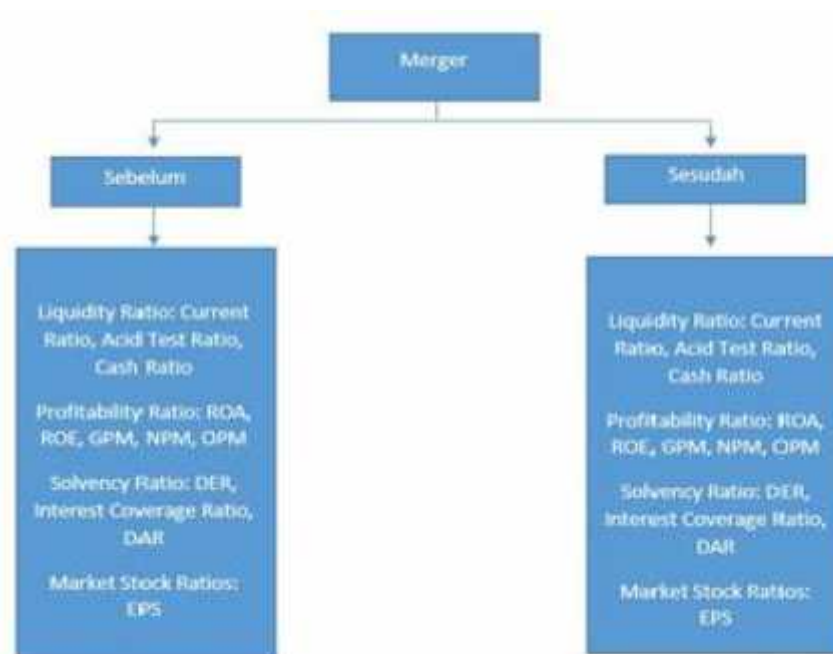 Merger
Sebelum
Sesudah
Liquidity Ratio: Current
Ratio, Acid Test Ratio,
Cash Ratio
Profitability Ratio: ROA,
ROE, GPM, NPM, OPM
Solvency Ratio: DER,
Interest Coverage Ratio,
DAR
Market Stock Ratios:
EPS
Liquidity Ratio: Current
Ratio, Acid Test Ratio,
Cash Ratio
Profitability Ratio: ROA,
ROE, GPM, NPM, OPM
Solvency Ratio: DER,
Interest Coverage Ratio,
DAR
Market Stock Ratios:
EPS